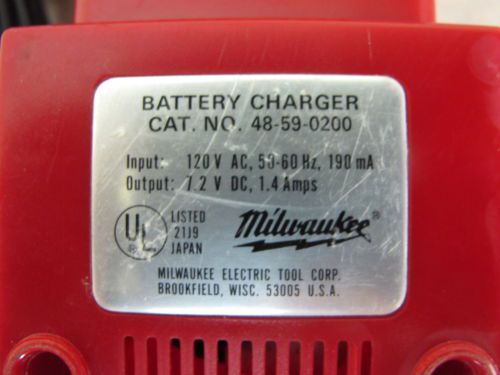 BATTERY CHARGER
CAT. NO. 48-59-0200
Input: 120 V AC, 50-60 Hz, 190 mA
Output: 7.2 V DC, 1.4 Amps
UL ® LISTED
21J9
JAPAN
Milwaukee®
MILWAUKEE ELECTRIC TOOL CORP.
BROOKFIELD, WISC. 53005 U.S.A.